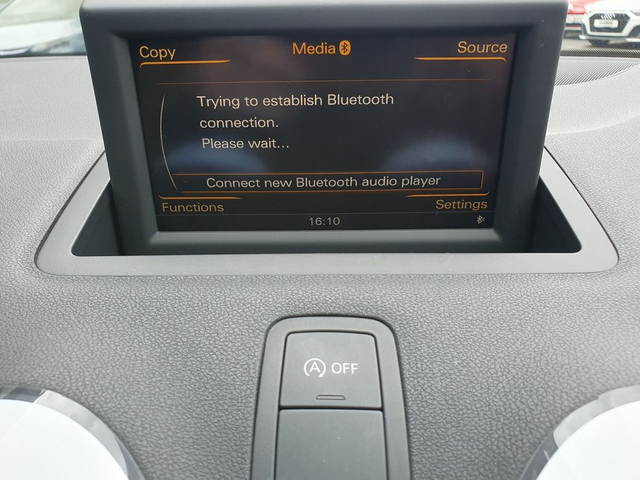 Copy
Media
Source
Trying to establish Bluetooth
connection.
Please wait...
Connect new Bluetooth audio player
Functions
Settings
16:10
A OFF